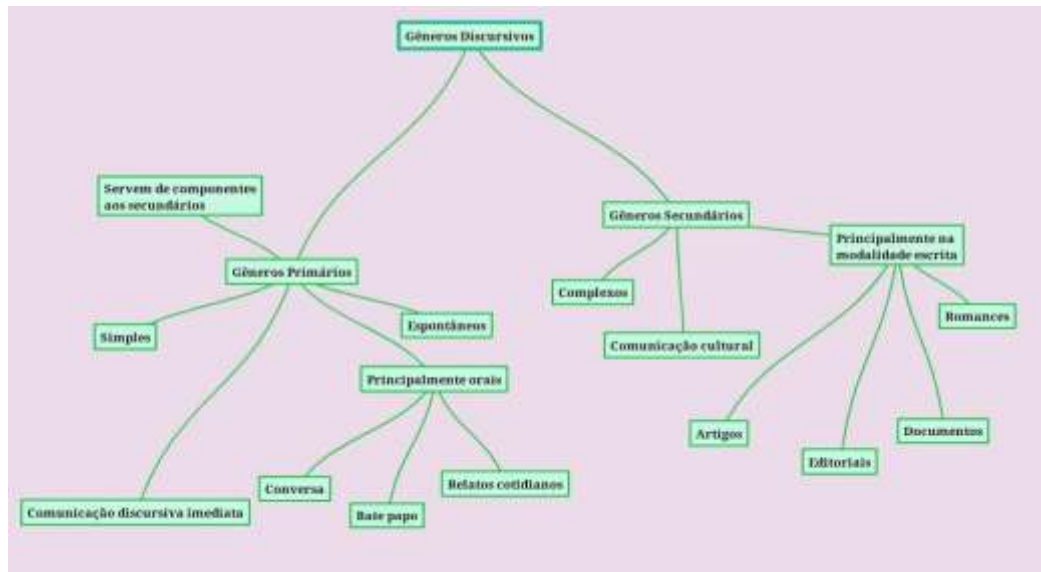 Gêneros Discursivos
Servem de componentes
aos secundários
Gêneros Primários
Simples
Espontâneos
Principalmente orais
Conversa
Bate papo
Relatos cotidianos
Comunicação discursiva imediata
Gêneros Secundários
Complexos
Comunicação cultural
Principalmente na
modalidade escrita
Artigos
Editoriais
Documentos
Romances